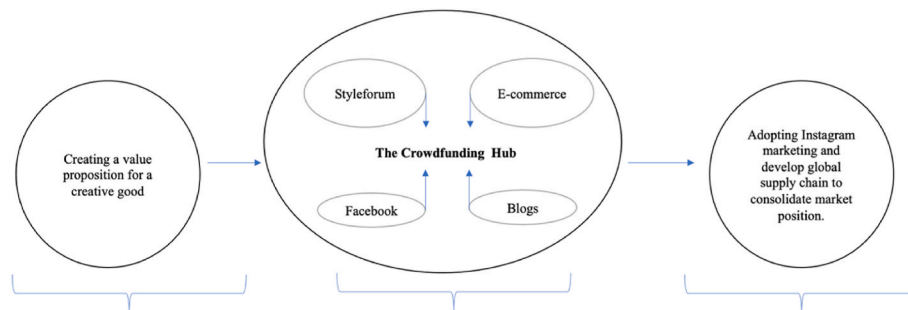 Creating a value
proposition for a
creative good
Styleforum
E-commerce
The Crowdfunding Hub
Facebook
Blogs
Adopting Instagram
marketing and
develop global
supply chain to
consolidate market
position.